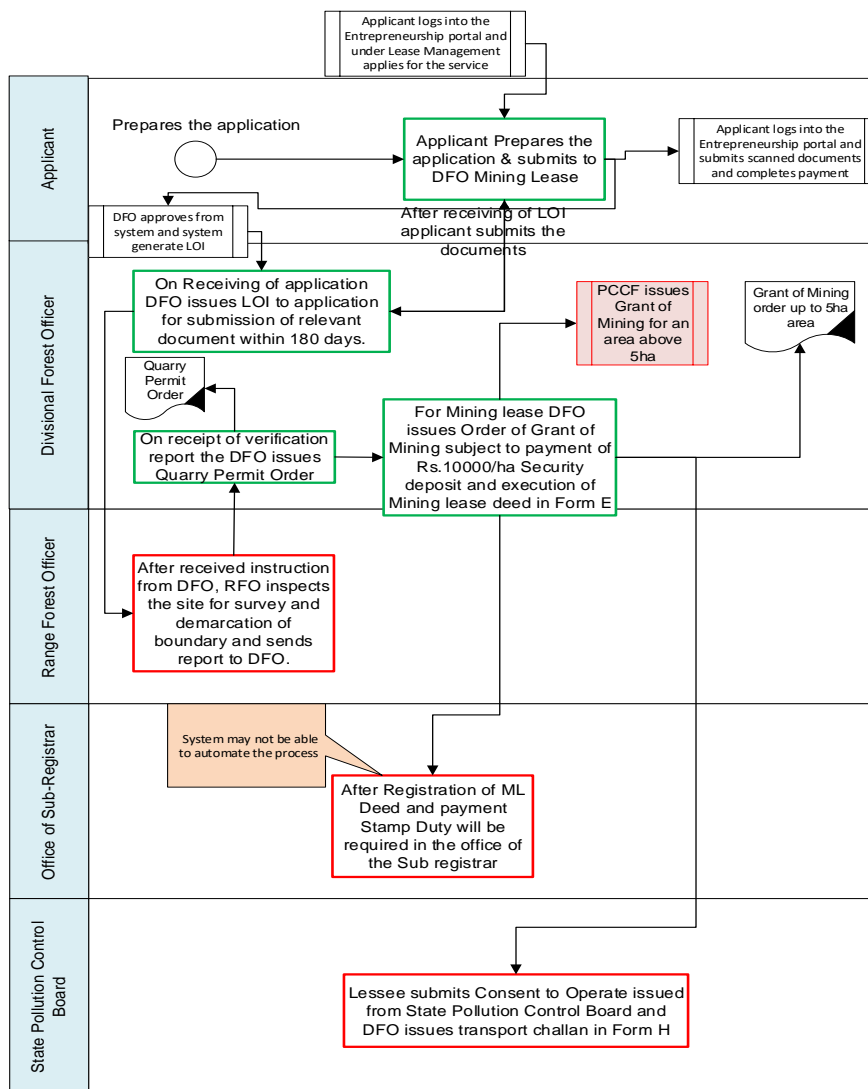 Applicant logs into the
Entrepreneurship portal and
under Lease Management
applies for the service
Applicant
Prepares the application
Applicant Prepares the
application & submits to
DFO Mining Lease
Applicant logs into the
Entrepreneurship portal and
submits scanned documents
and completes payment
After receiving of LOI
applicant submits the
documents
DFO approves from
system and system
generate LOI
Divisional Forest Officer
On Receiving of application
DFO issues LOI to application
for submission of relevant
document within 180 days.
PCCF issues
Grant of
Mining for an
area above
5ha
Grant of Mining
order up to 5ha
area
Quarry
Permit
Order
On receipt of verification
report the DFO issues
Quarry Permit Order
For Mining lease DFO
issues Order of Grant of
Mining subject to payment of
Rs.10000/ha Security
deposit and execution of
Mining lease deed in Form E
Range Forest Officer
After received instruction
from DFO, RFO inspects
the site for survey and
demarcation of
boundary and sends
report to DFO.
Office of Sub-Registrar
System may not be able
to automate the process
After Registration of ML
Deed and payment
Stamp Duty will be
required in the office of
the Sub registrar
State Pollution Control
Board
Lessee submits Consent to Operate issued
from State Pollution Control Board and
DFO issues transport challan in Form H